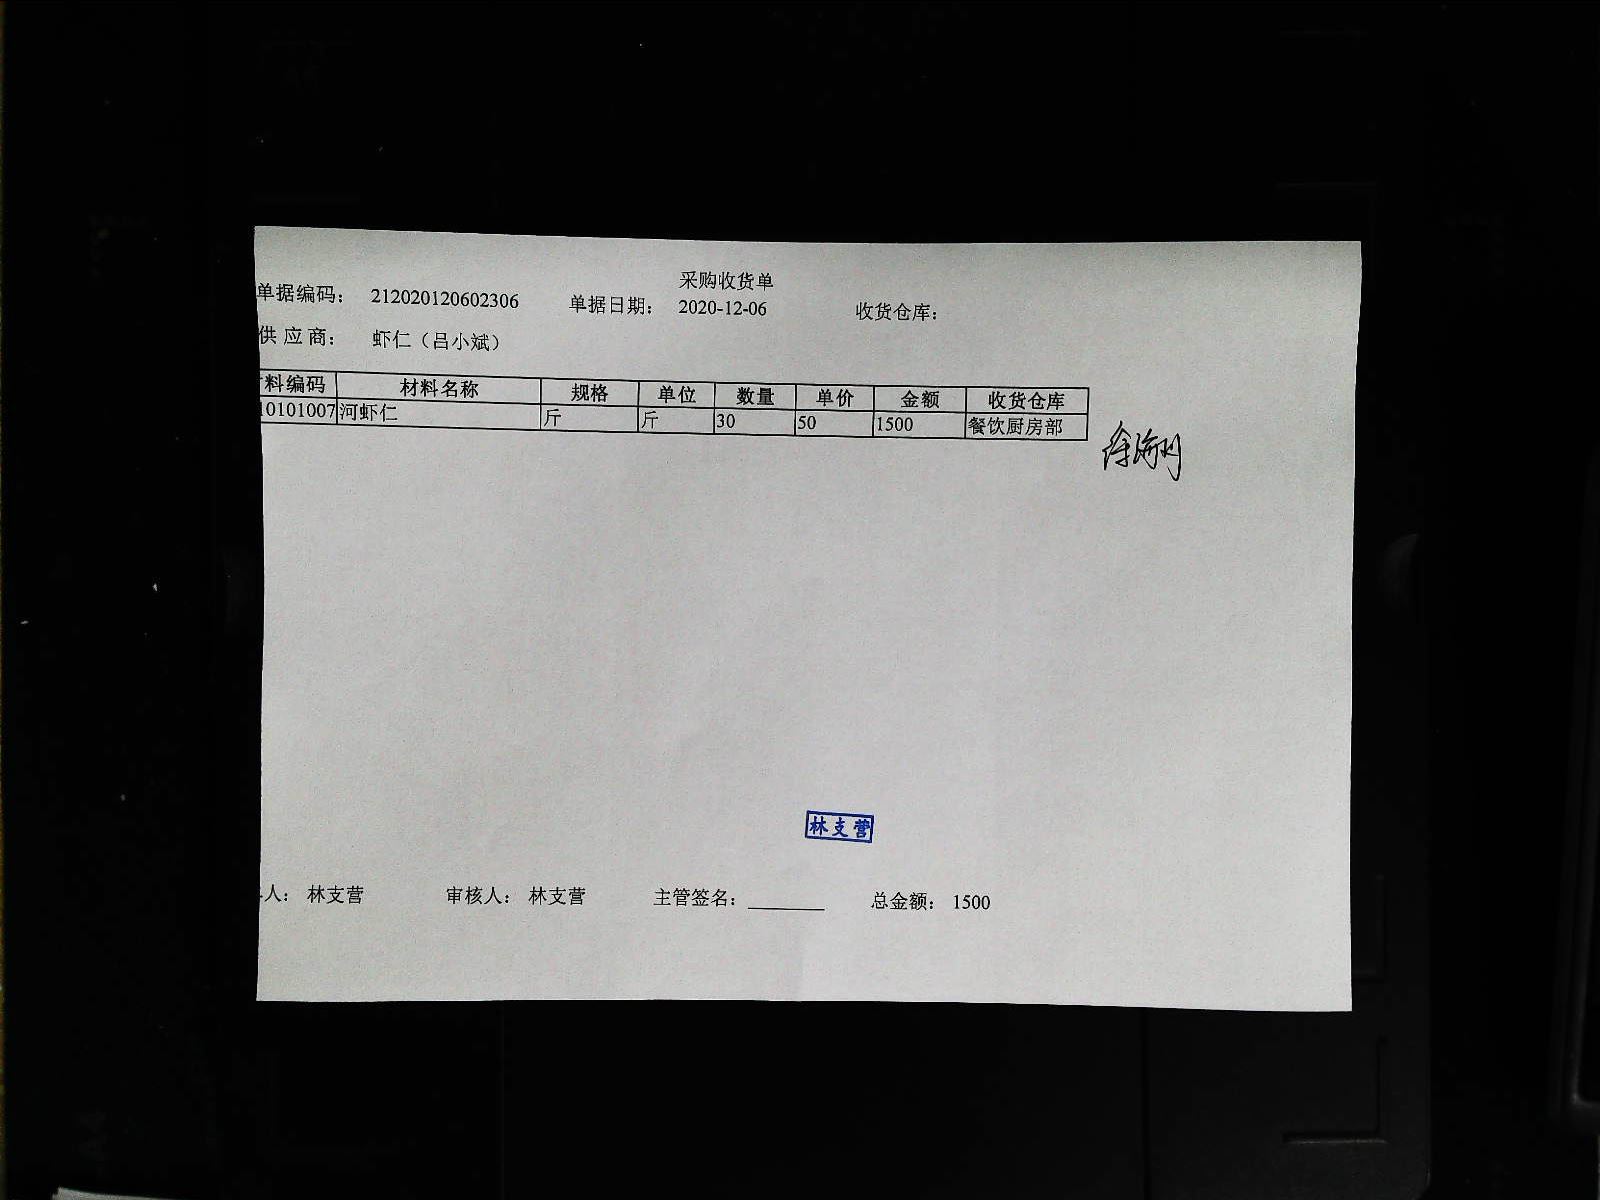 采购收货单
单据编码： 212020120602306 单据日期： 2020-12-06 收货仓库：
供 应 商： 虾仁（吕小斌）
料编码 材料名称 规格 单位 数量 单价 金额 收货仓库
10101007 河虾仁 斤 斤 30 50 1500 餐饮厨房部
林支营
人： 林支营 审核人： 林支营 主管签名： 总金额： 1500